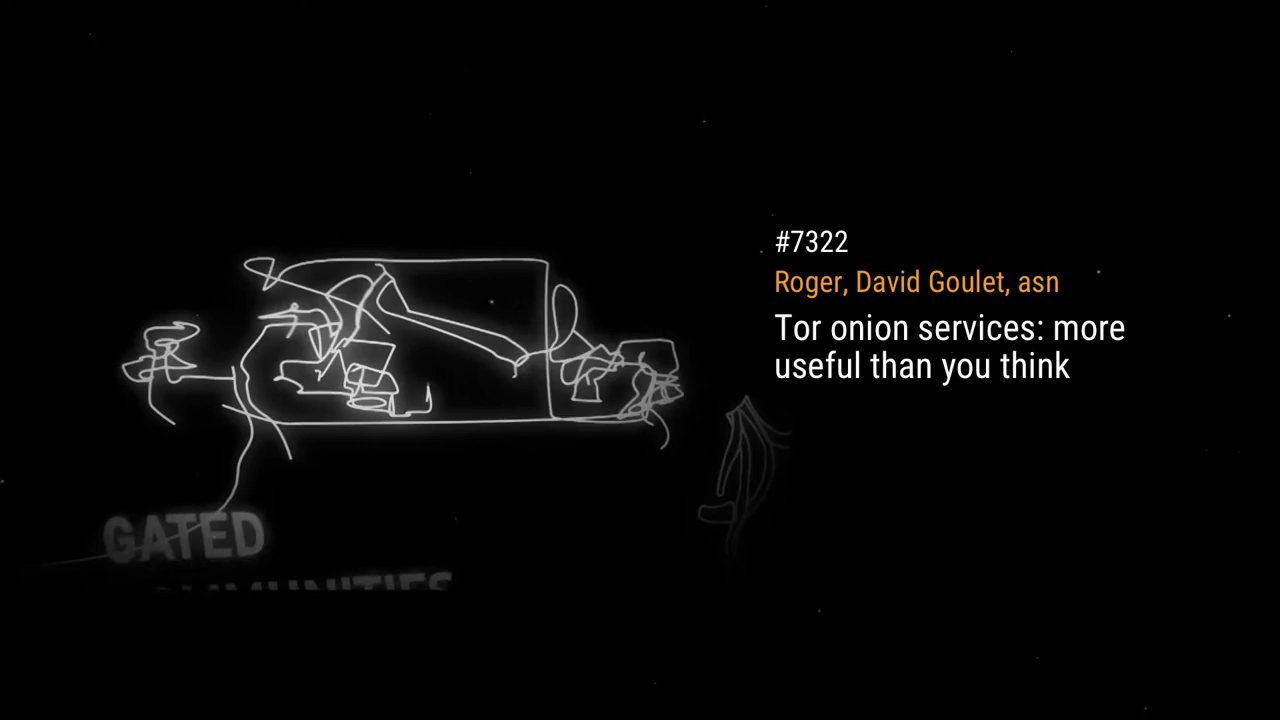 #7322
Roger, David Goulet, asn
Tor onion services: more
useful than you think
GATED